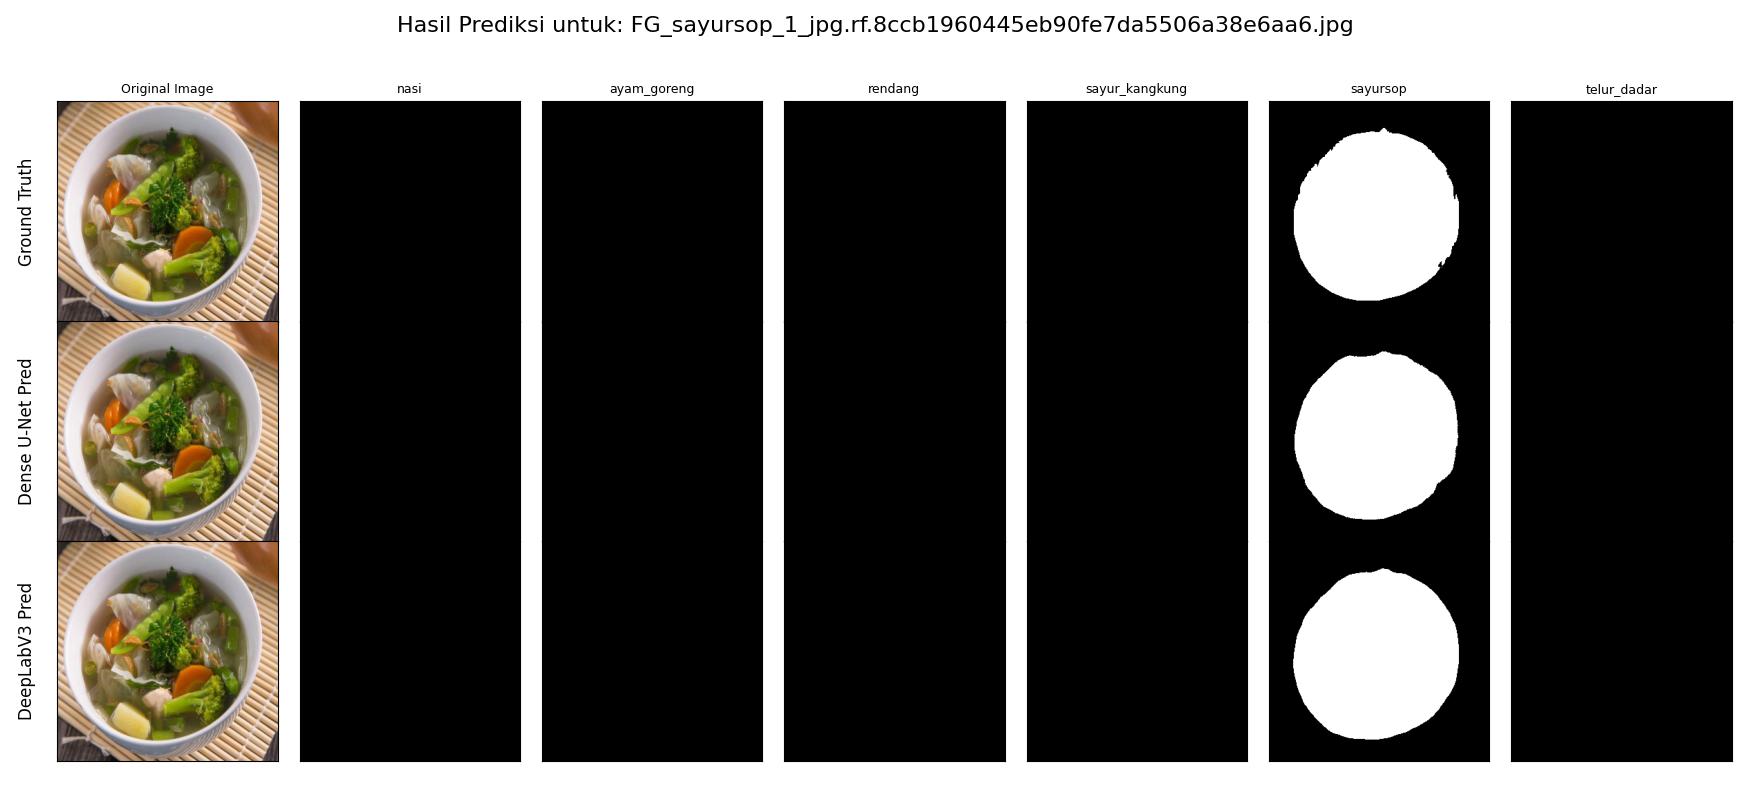 Hasil Prediksi untuk: FG_sayursop_1_jpg.rf.8ccb1960445eb90fe7da5506a38e6aa6.jpg
Original Image
nasi
ayam_goreng
rendang
sayur_kangkung
sayursop
telur_dadar
Ground Truth
Dense U-Net Pred
DeepLabV3 Pred